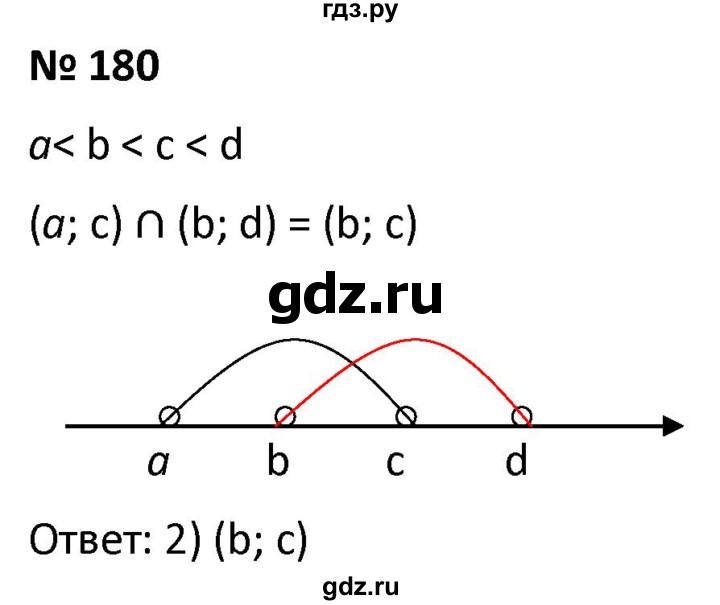 гдз.ру
№ 180
a< b < c < d
(a; c) ∩ (b; d) = (b; c)
gdz.ru
a b c d
Ответ: 2) (b; c)
gdz.ru